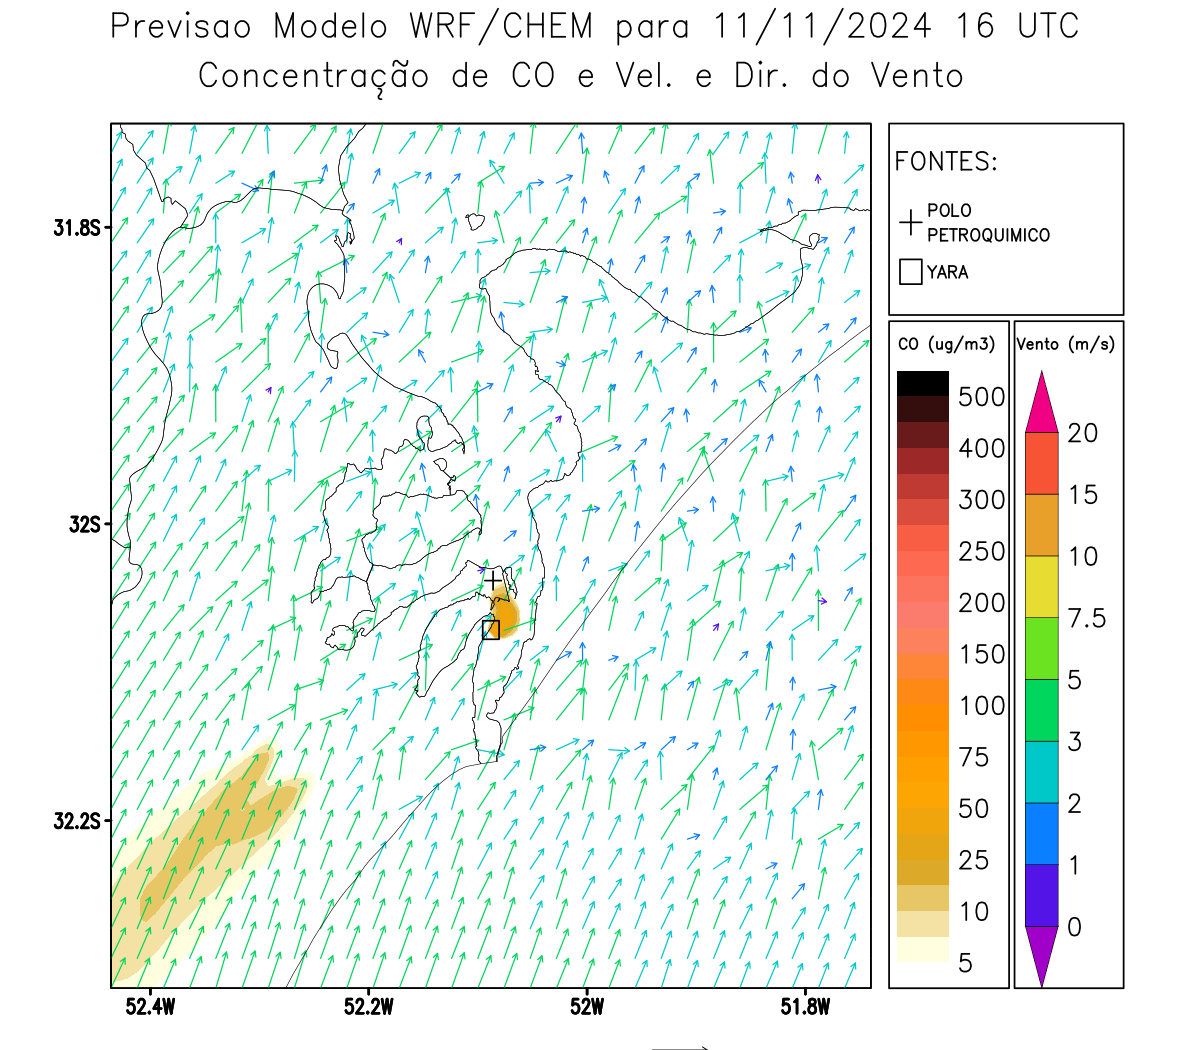 Previsao Modelo WRF/CHEM para 11/11/2024 16 UTC
Concentração de CO e Vel. e Dir. do Vento
FONTES:
POLO
PETROQUIMICO
YARA
CO (ug/m3)
500
400
300
250
200
150
100
75
50
25
10
5
Vento (m/s)
20
15
10
7.5
5
3
2
1
0
31.8S
32S
32.2S
52.4W
52.2W
52W
51.8W